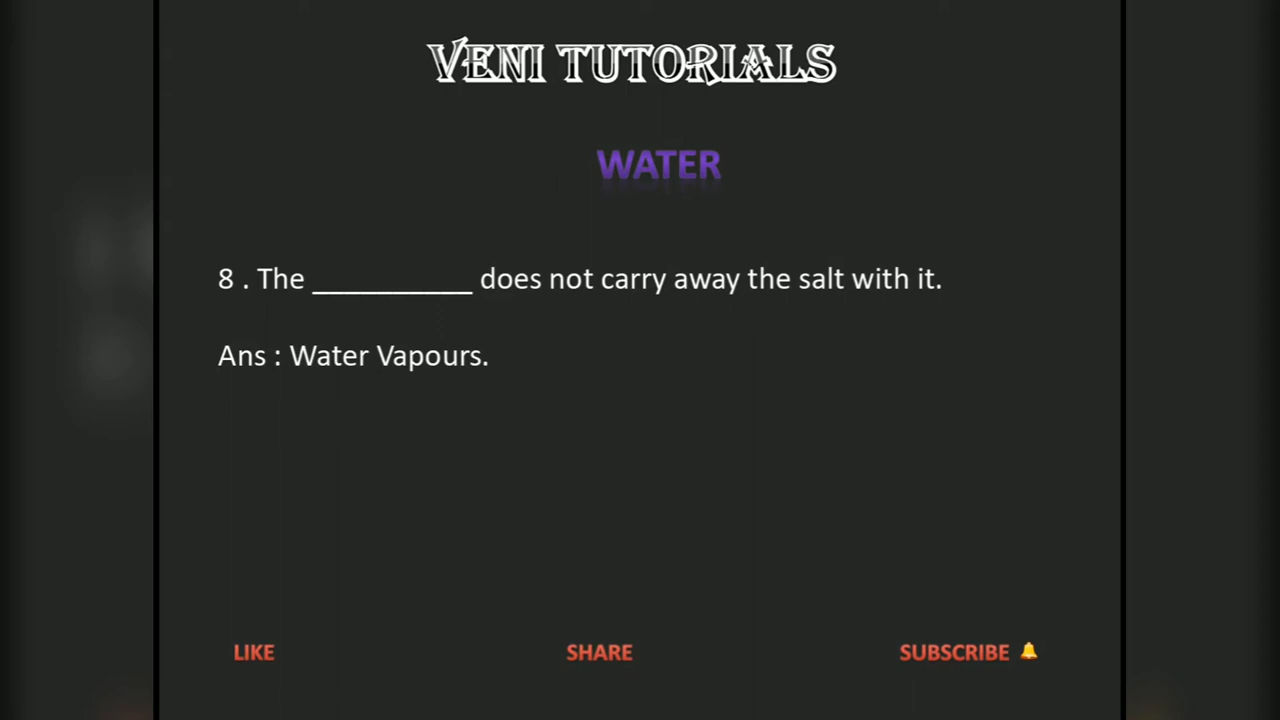 VENI TUTORIALS
WATER
8 . The __________ does not carry away the salt with it.
Ans : Water Vapours.
LIKE SHARE SUBSCRIBE 🔔